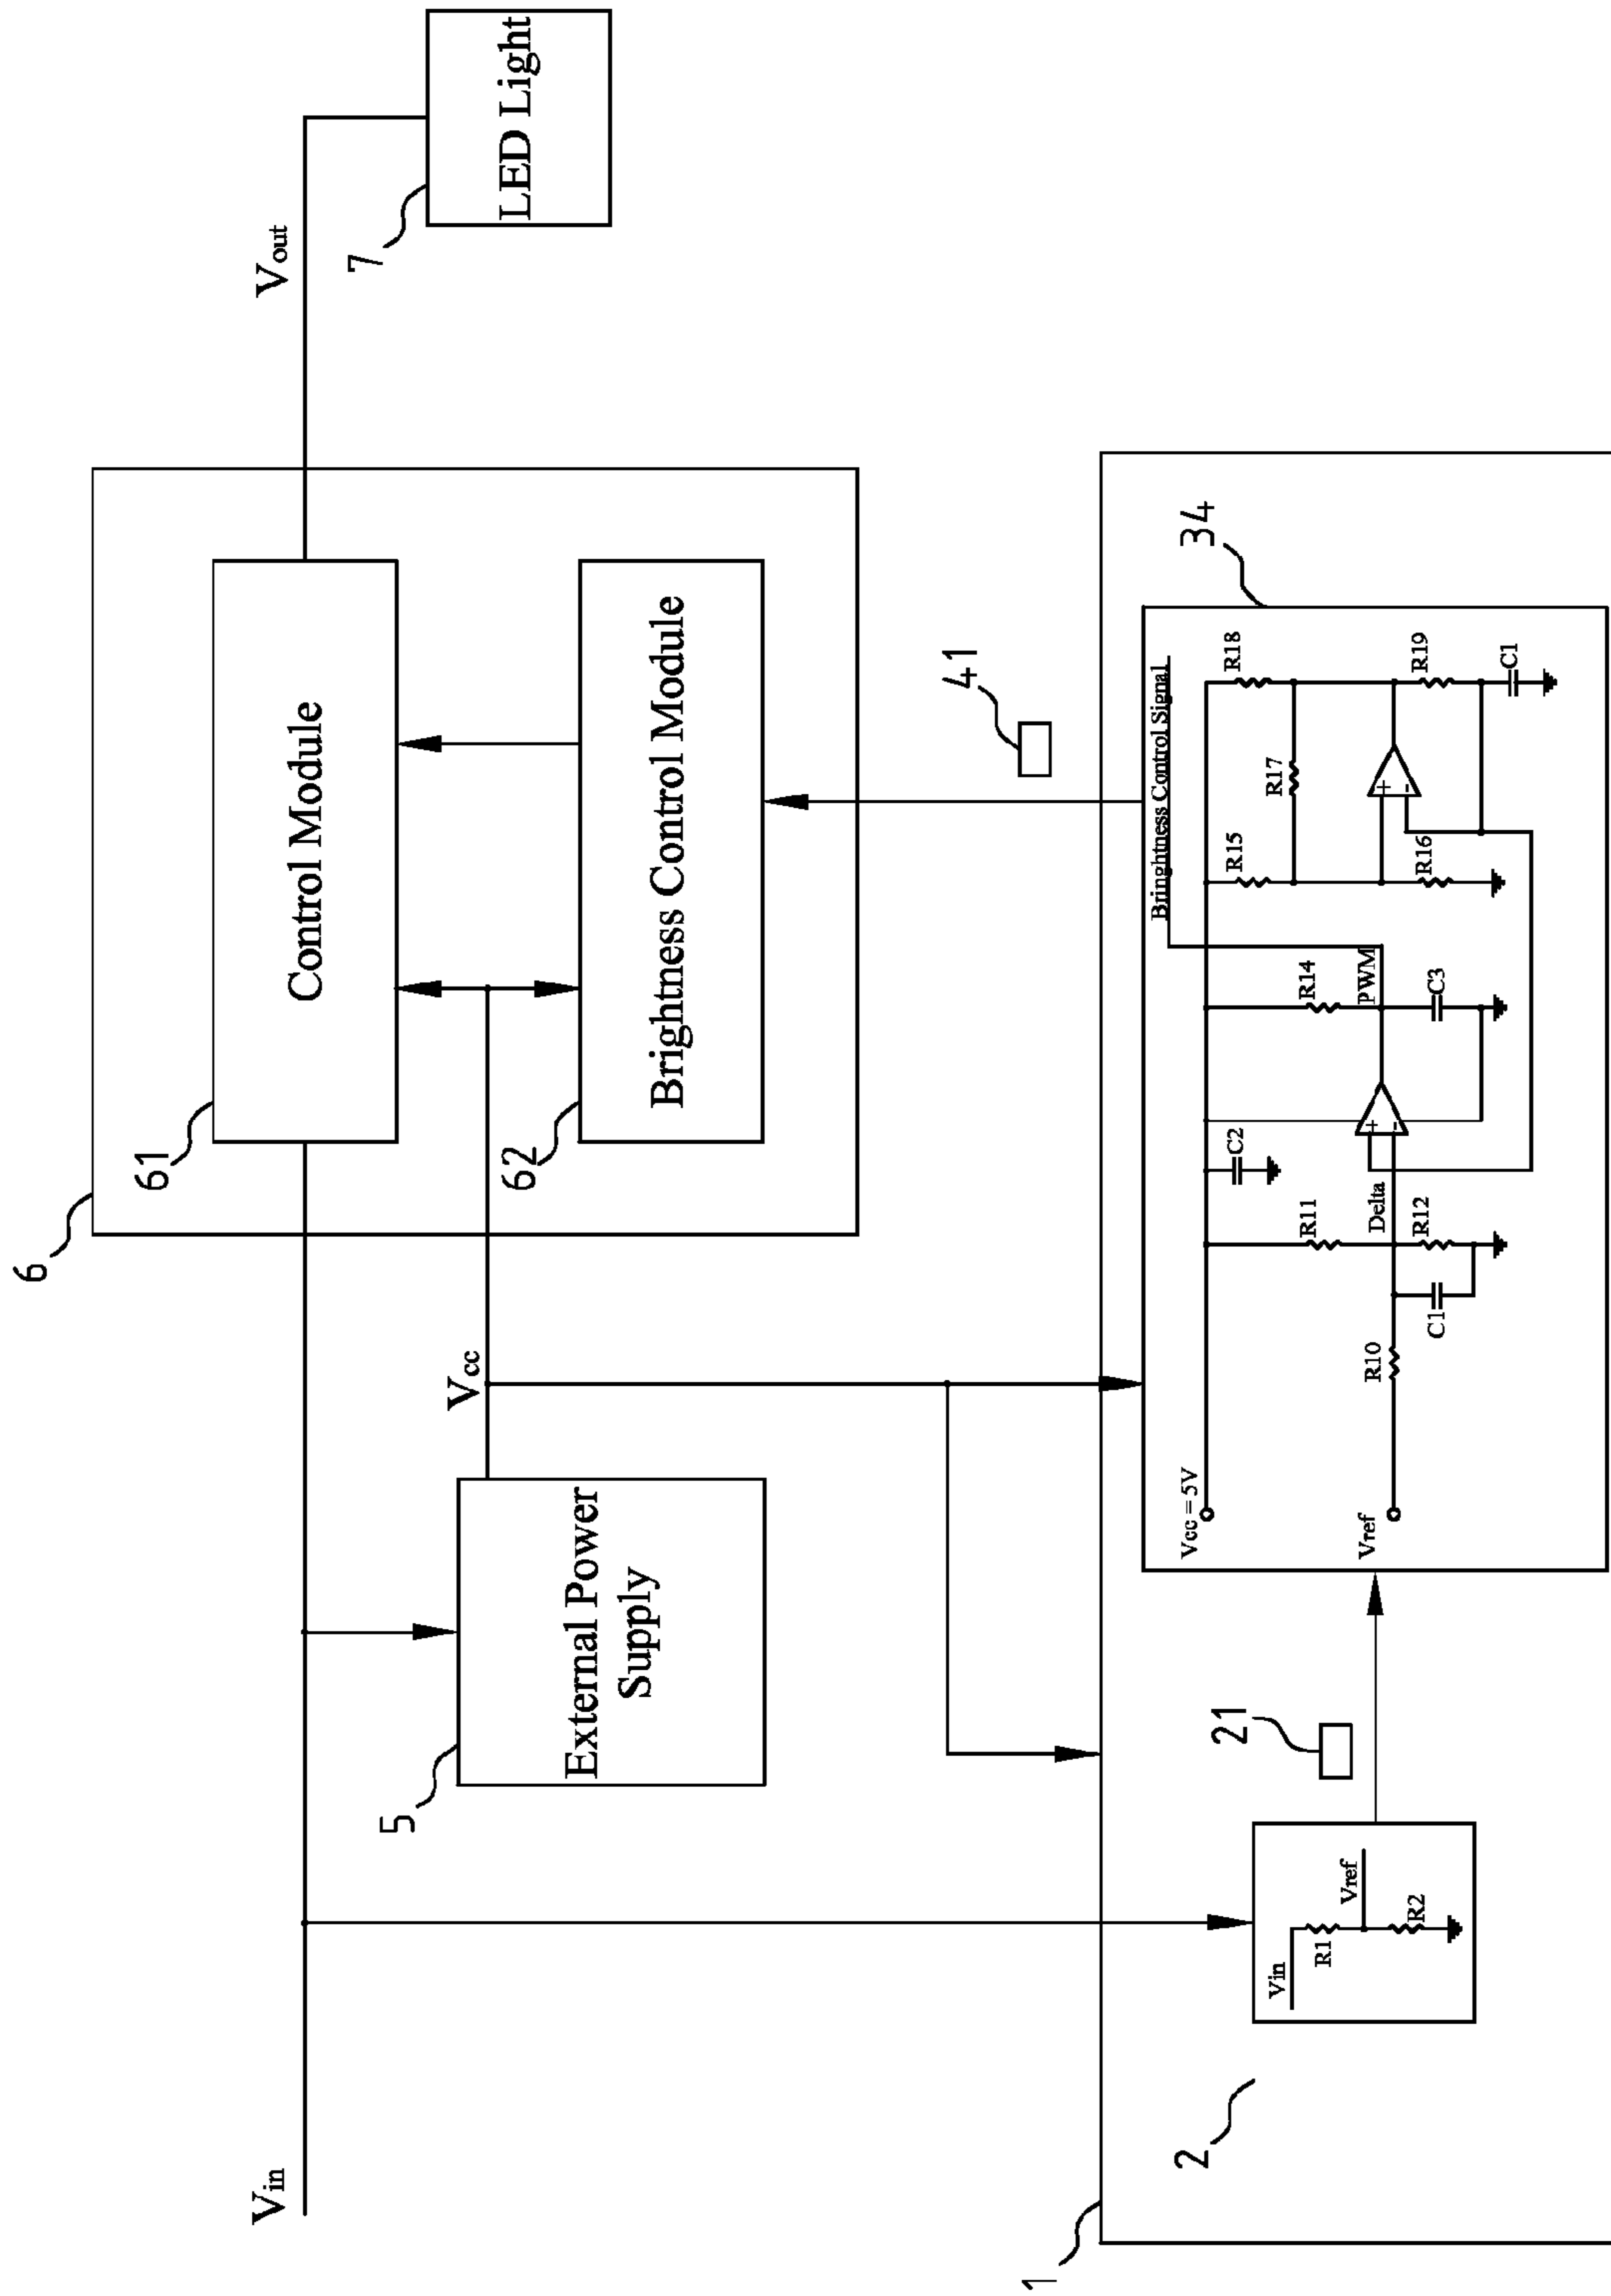 Vin
Vout
Vcc
6
61
Control Module
62
Brightness Control Module
5
External Power
Supply
7
LED Light
41
1
2
Vin
R1
Vref
R2
21
34
Bringhtness Control Signal
Vcc = 5V
Vref
R10
C1
R11
R12
Delta
C2
+
-
R14
PWM
C3
R15
R16
R17
+
-
R18
R19
C1